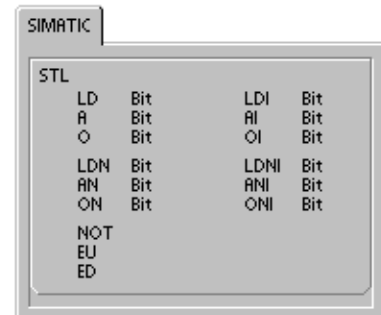 SIMATIC
STL
LD Bit LDI Bit
A Bit AI Bit
O Bit OI Bit
LDN Bit LDNI Bit
AN Bit ANI Bit
ON Bit ONI Bit
NOT
EU
ED